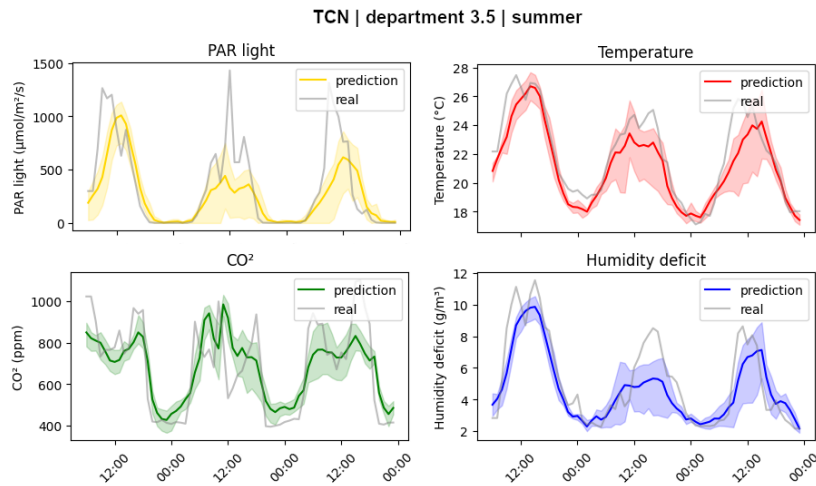 TCN | department 3.5 | summer
PAR light
PAR light (μmol/m²/s)
1500
1000
500
0
prediction
real
Temperature
Temperature (°C)
28
26
24
22
20
18
prediction
real
CO²
CO² (ppm)
1000
800
600
400
prediction
real
12:00
00:00
12:00
00:00
12:00
00:00
Humidity deficit
Humidity deficit (g/m³)
12
10
8
6
4
2
prediction
real
12:00
00:00
12:00
00:00
12:00
00:00